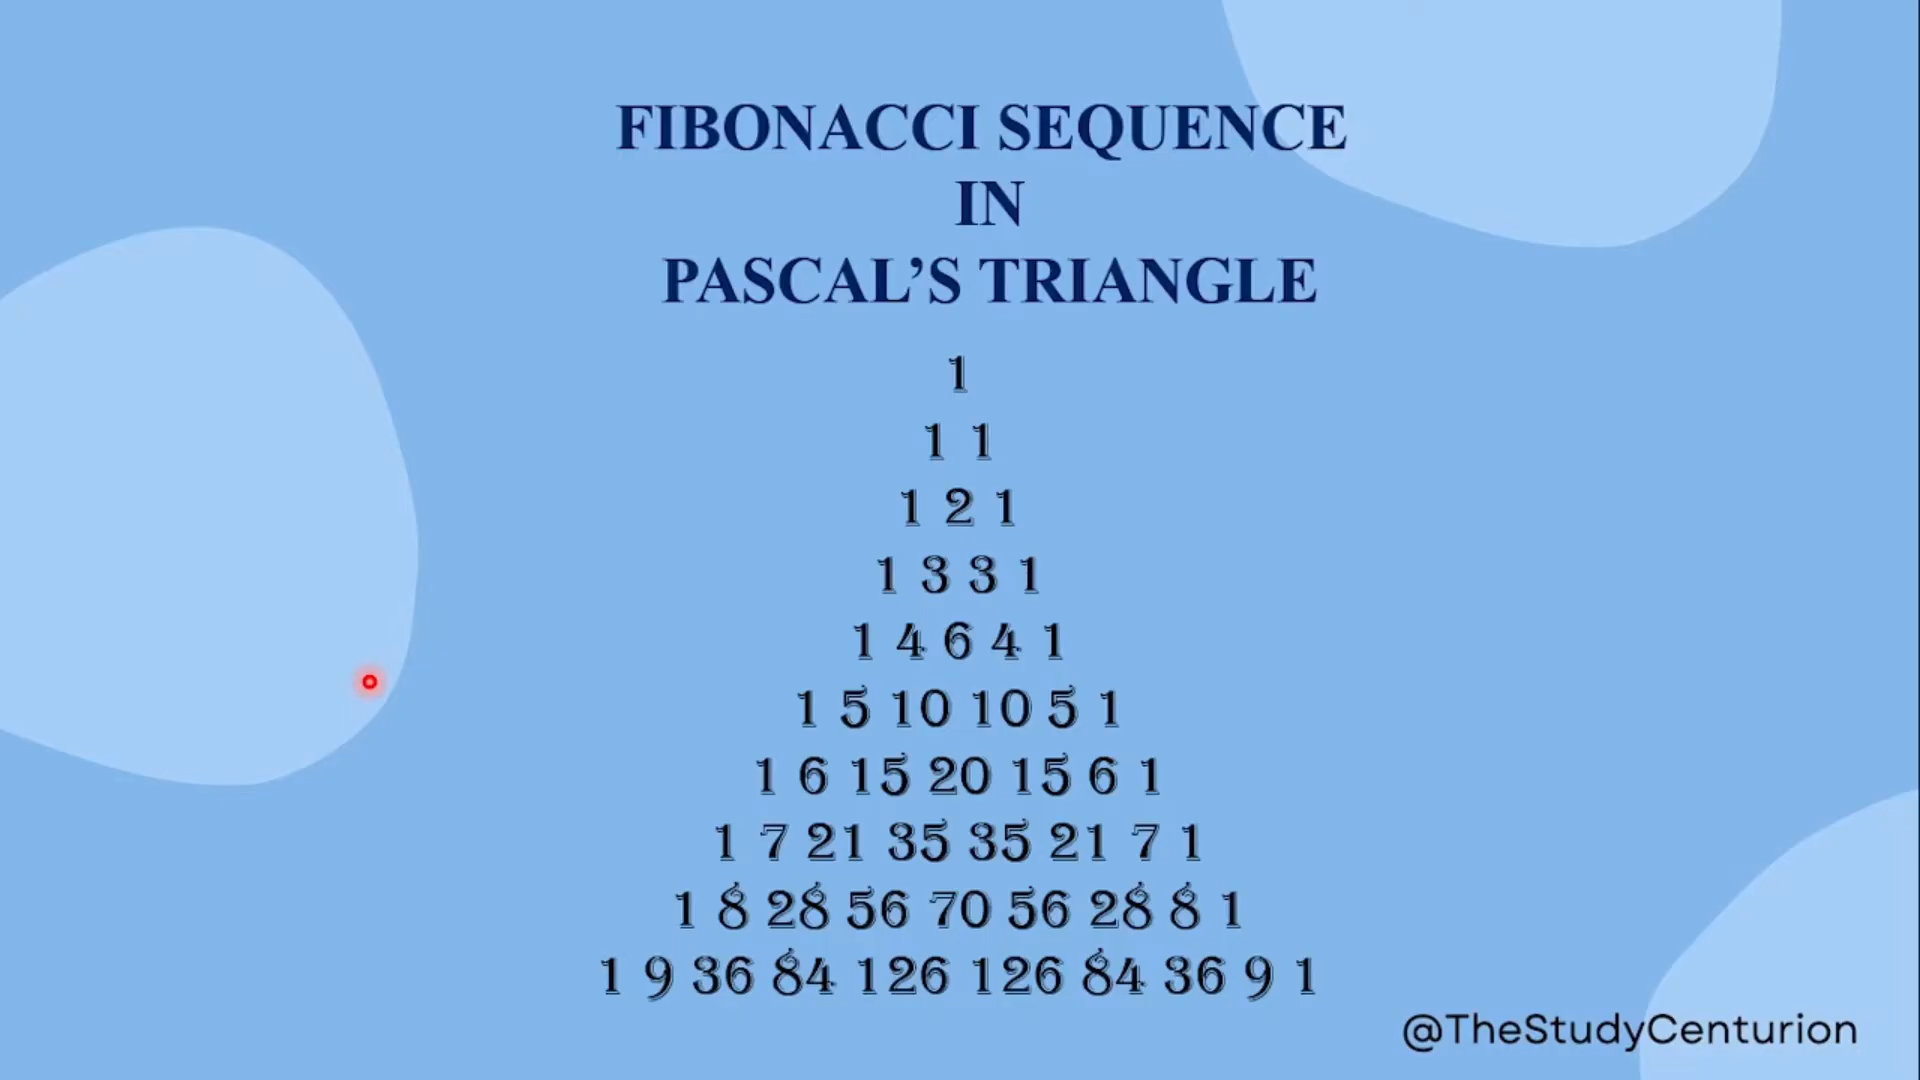 FIBONACCI SEQUENCE
IN
PASCAL’S TRIANGLE
1
1 1
1 2 1
1 3 3 1
1 4 6 4 1
1 5 10 10 5 1
1 6 15 20 15 6 1
1 7 21 35 35 21 7 1
1 8 28 56 70 56 28 8 1
1 9 36 84 126 126 84 36 9 1
@TheStudyCenturion